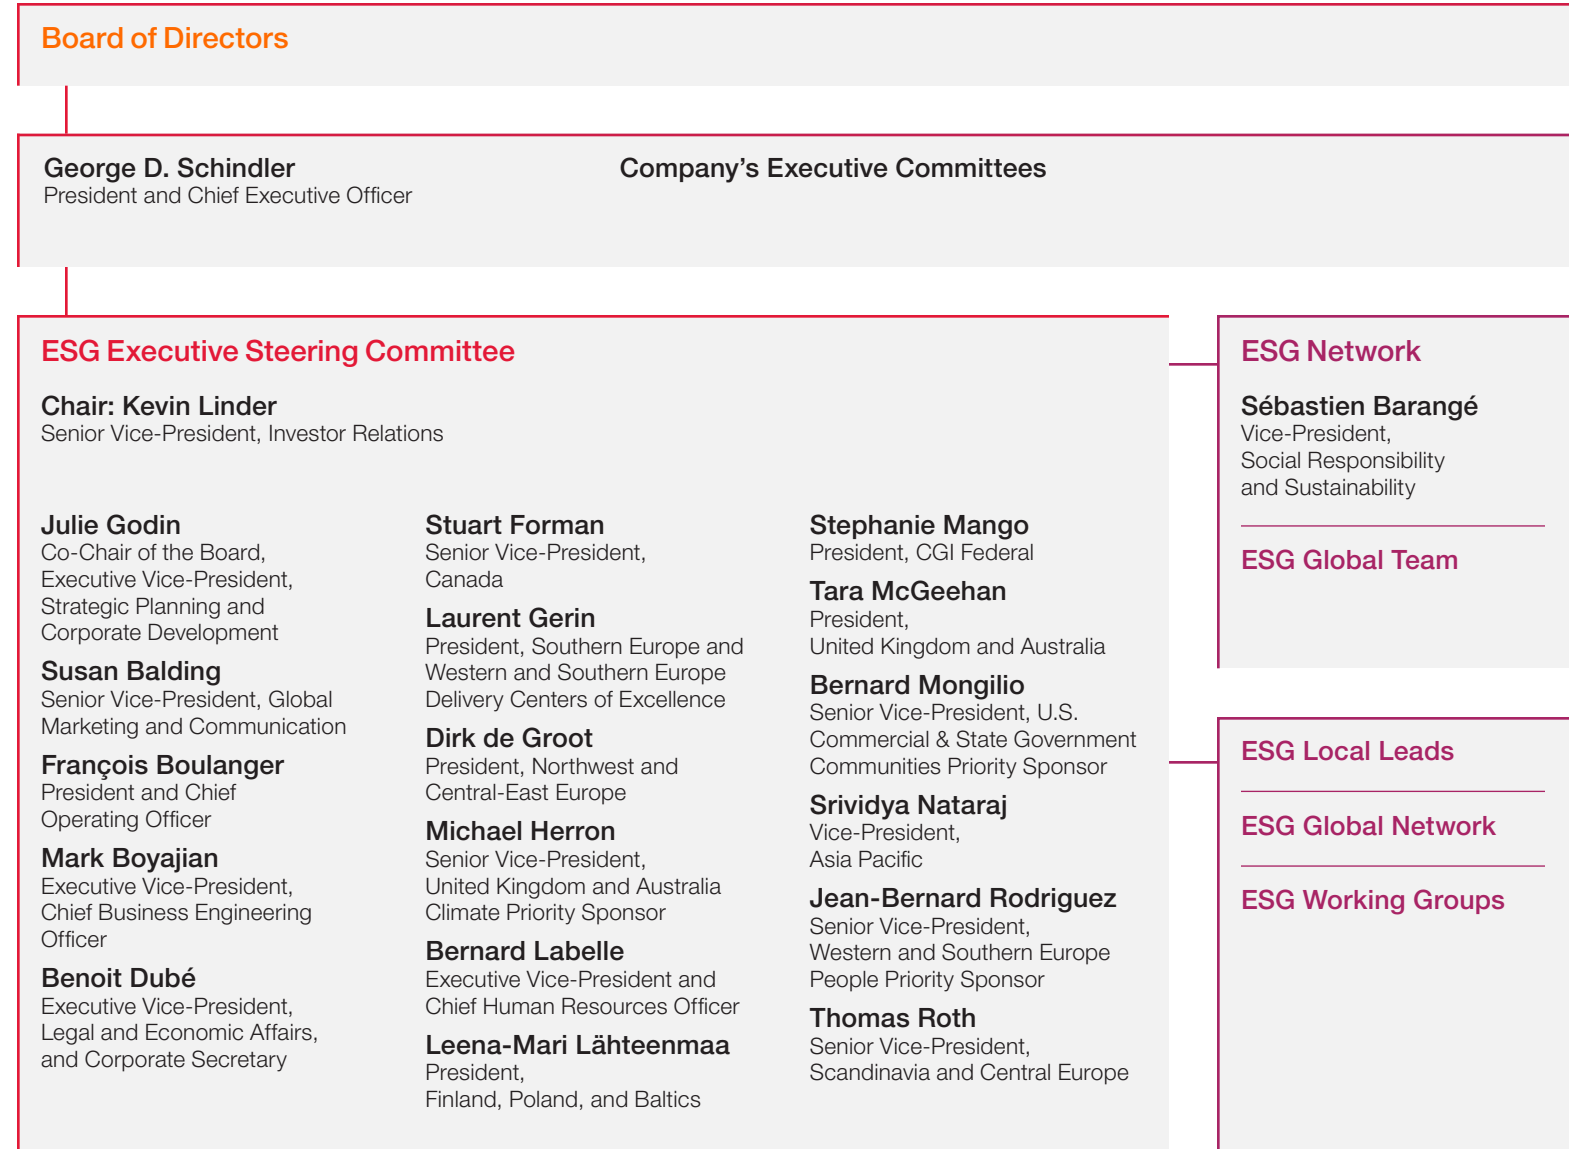 Board of Directors
George D. Schindler
President and Chief Executive Officer
Company’s Executive Committees
ESG Executive Steering Committee
Chair: Kevin Linder
Senior Vice-President, Investor Relations
Julie Godin
Co-Chair of the Board,
Executive Vice-President,
Strategic Planning and
Corporate Development
Susan Balding
Senior Vice-President, Global
Marketing and Communication
François Boulanger
President and Chief
Operating Officer
Mark Boyajian
Executive Vice-President,
Chief Business Engineering
Officer
Benoit Dubé
Executive Vice-President,
Legal and Economic Affairs,
and Corporate Secretary
Stuart Forman
Senior Vice-President,
Canada
Laurent Gerin
President, Southern Europe and
Western and Southern Europe
Delivery Centers of Excellence
Dirk de Groot
President, Northwest and
Central-East Europe
Michael Herron
Senior Vice-President,
United Kingdom and Australia
Climate Priority Sponsor
Bernard Labelle
Executive Vice-President and
Chief Human Resources Officer
Leena-Mari Lähteenmaa
President,
Finland, Poland, and Baltics
Stephanie Mango
President, CGI Federal
Tara McGeehan
President,
United Kingdom and Australia
Bernard Mongilio
Senior Vice-President, U.S.
Commercial & State Government
Communities Priority Sponsor
Srividya Nataraj
Vice-President,
Asia Pacific
Jean-Bernard Rodriguez
Senior Vice-President,
Western and Southern Europe
People Priority Sponsor
Thomas Roth
Senior Vice-President,
Scandinavia and Central Europe
ESG Network
Sébastien Barangé
Vice-President,
Social Responsibility
and Sustainability
ESG Global Team
ESG Local Leads
ESG Global Network
ESG Working Groups